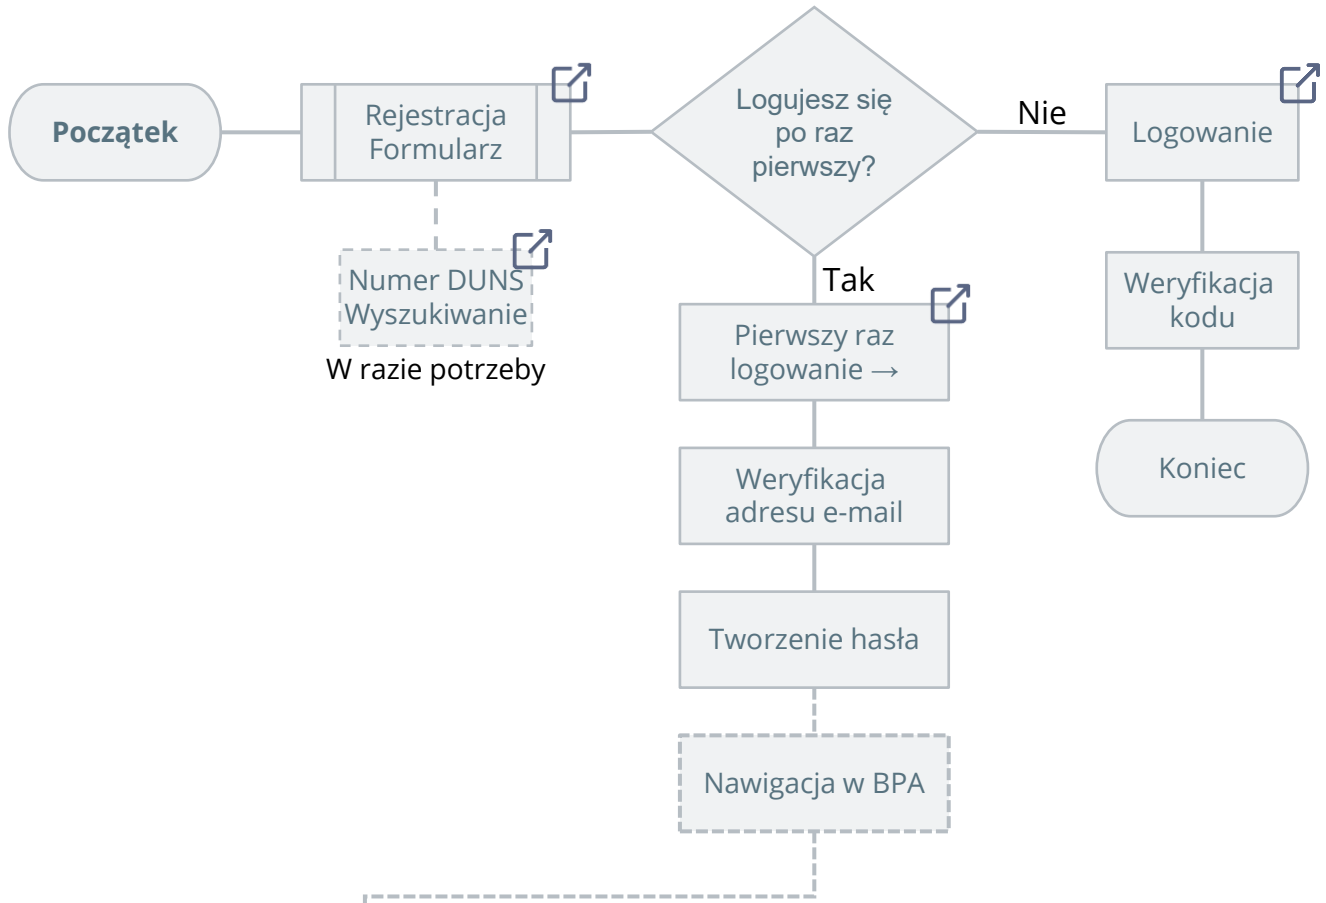 Początek
Rejestracja
Formularz
Numer DUNS
Wyszukiwanie
W razie potrzeby
Logujesz się
po raz
pierwszy?
Nie
Logowanie
Weryfikacja
kodu
Koniec
Tak
Pierwszy raz
logowanie →
Weryfikacja
adresu e-mail
Tworzenie hasła
Nawigacja w BPA